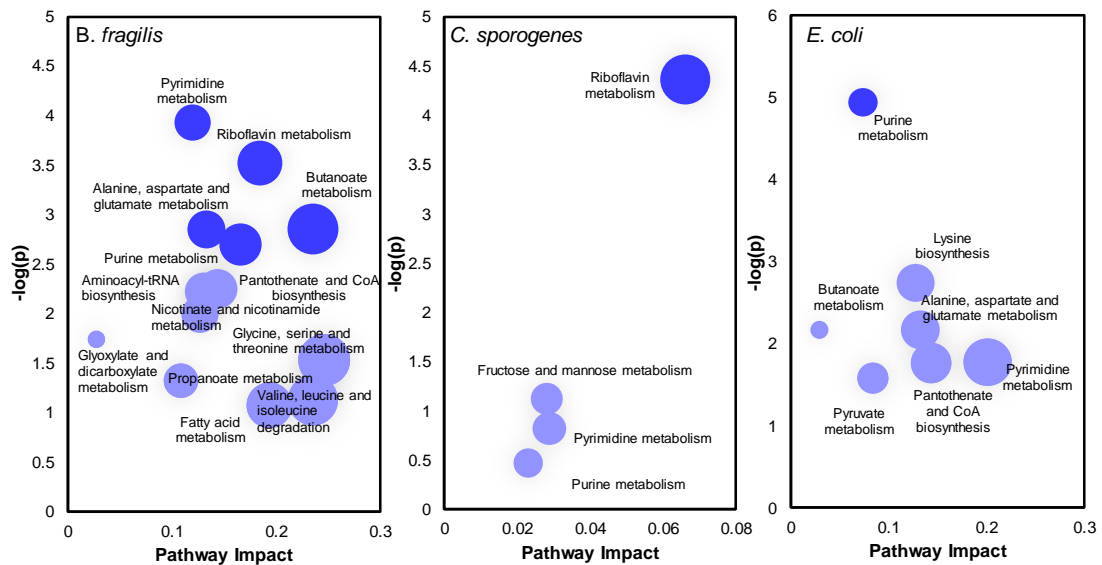 B. fragilis
5
4.5
4
3.5
3
2.5
2
1.5
1
0.5
0
-log(p)
Pyrimidine
metabolism
Riboflavin metabolism
Butanoate
metabolism
Alanine, aspartate and
glutamate metabolism
Purine metabolism
Aminoacyl-tRNA
biosynthesis
Pantothenate and CoA
biosynthesis
Nicotinate and nicotinamide
metabolism
Glycine, serine and
threonine metabolism
Glyoxylate and
dicarboxylate
metabolism
Propanoate metabolism
Valine, leucine and
isoleucine
degradation
Fatty acid
metabolism
0 0.1 0.2 0.3
Pathway Impact
C. sporogenes
5
4.5
4
3.5
3
2.5
2
1.5
1
0.5
0
-log(p)
Riboflavin
metabolism
Fructose and mannose metabolism
Pyrimidine metabolism
Purine metabolism
0 0.02 0.04 0.06 0.08
Pathway Impact
E. coli
6
5
4
3
2
1
0
-log(p)
Purine
metabolism
Lysine
biosynthesis
Butanoate
metabolism
Alanine, aspartate and
glutamate metabolism
Pyrimidine
metabolism
Pyruvate
metabolism
Pantothenate
and CoA
biosynthesis
0 0.1 0.2 0.3
Pathway Impact